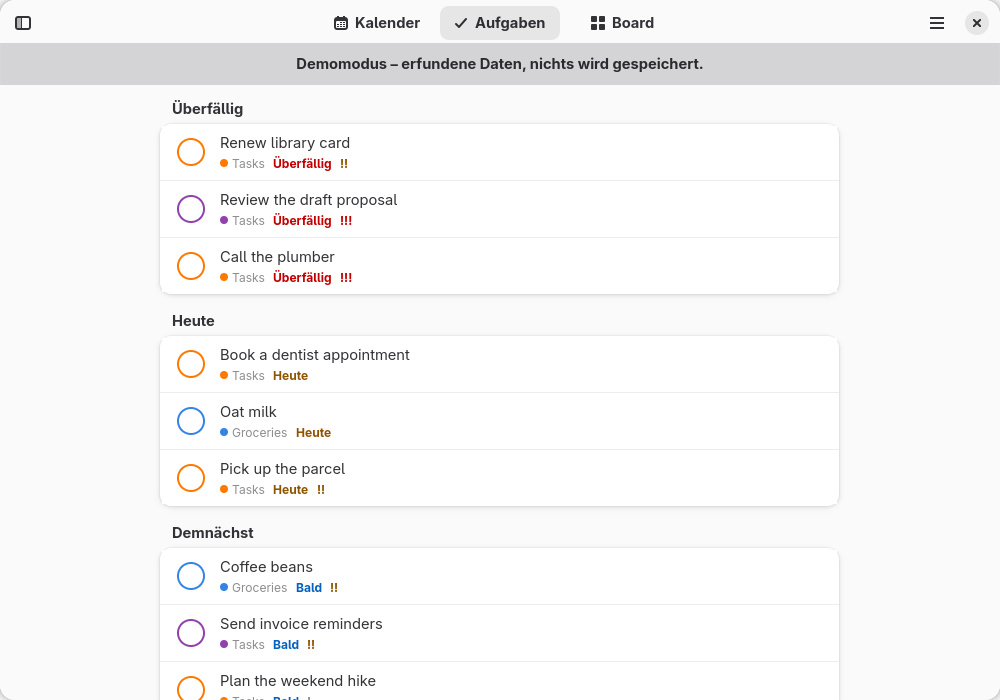 Kalender
Aufgaben
Board
Demomodus – erfundene Daten, nichts wird gespeichert.
Überfällig
Renew library card
Tasks Überfällig !!
Review the draft proposal
Tasks Überfällig !!!
Call the plumber
Tasks Überfällig !!!
Heute
Book a dentist appointment
Tasks Heute
Oat milk
Groceries Heute
Pick up the parcel
Tasks Heute !!
Demnächst
Coffee beans
Groceries Bald !!
Send invoice reminders
Tasks Bald !!
Plan the weekend hike
Tasks Bald !